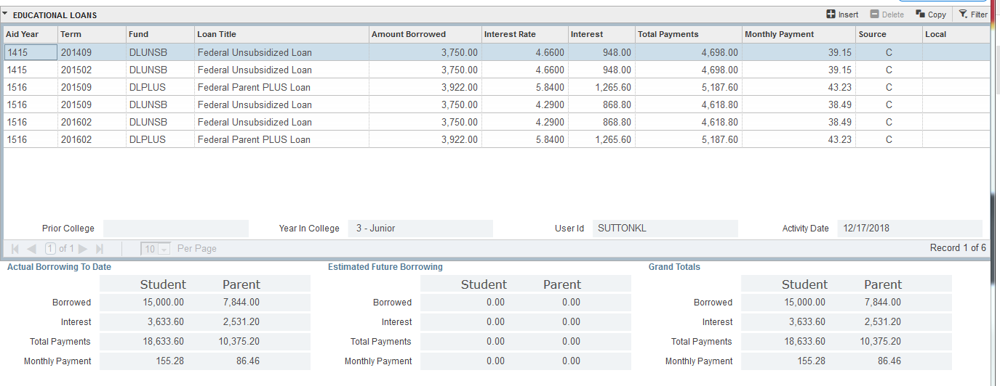 EDUCATIONAL LOANS Insert Delete Copy Filter
Aid Year Term Fund Loan Title Amount Borrowed Interest Rate Interest Total Payments Monthly Payment Source Local
1415 201409 DLUNSB Federal Unsubsidized Loan 3,750.00 4.6600 948.00 4,698.00 39.15 C
1415 201502 DLUNSB Federal Unsubsidized Loan 3,750.00 4.6600 948.00 4,698.00 39.15 C
1516 201509 DLPLUS Federal Parent PLUS Loan 3,922.00 5.8400 1,265.60 5,187.60 43.23 C
1516 201509 DLUNSB Federal Unsubsidized Loan 3,750.00 4.2900 868.80 4,618.80 38.49 C
1516 201602 DLUNSB Federal Unsubsidized Loan 3,750.00 4.2900 868.80 4,618.80 38.49 C
1516 201602 DLPLUS Federal Parent PLUS Loan 3,922.00 5.8400 1,265.60 5,187.60 43.23 C
Prior College Year In College 3 - Junior User Id SUTTONKL Activity Date 12/17/2018
1 of 1 10 Per Page Record 1 of 6
Actual Borrowing To Date Estimated Future Borrowing Grand Totals
Student Parent Student Parent Student Parent
Borrowed 15,000.00 7,844.00 Borrowed 0.00 0.00 Borrowed 15,000.00 7,844.00
Interest 3,633.60 2,531.20 Interest 0.00 0.00 Interest 3,633.60 2,531.20
Total Payments 18,633.60 10,375.20 Total Payments 0.00 0.00 Total Payments 18,633.60 10,375.20
Monthly Payment 155.28 86.46 Monthly Payment 0.00 0.00 Monthly Payment 155.28 86.46